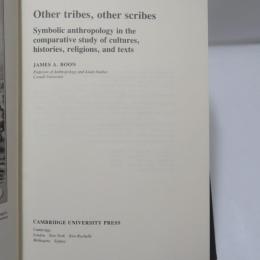 Other tribes, other scribes
Symbolic anthropology in the
comparative study of cultures,
histories, religions, and texts
JAMES A. BOON
Professor of Anthropology and Asian Studies
Cornell University
CAMBRIDGE UNIVERSITY PRESS
Cambridge
London New York New Rochelle
Melbourne Sydney